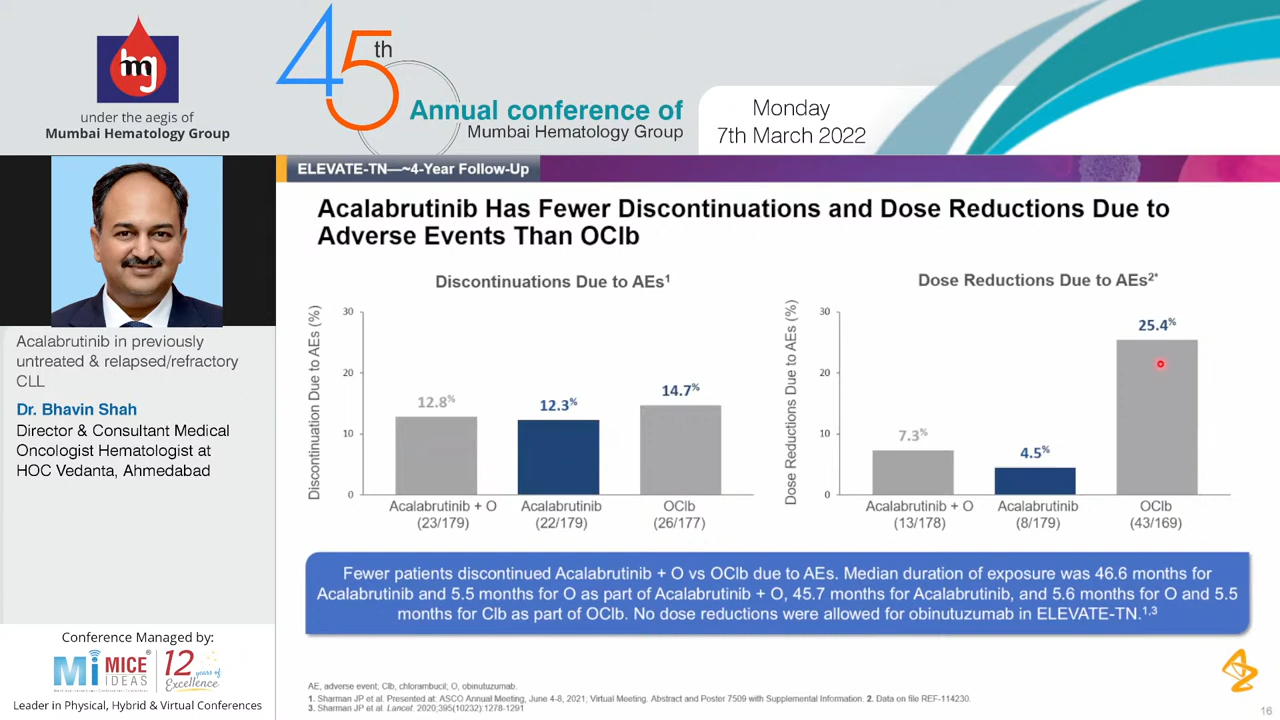 hmg
under the aegis of
Mumbai Hematology Group
45th
Annual conference of
Mumbai Hematology Group
Monday
7th March 2022
Acalabrutinib in previously
untreated & relapsed/refractory
CLL
Dr. Bhavin Shah
Director & Consultant Medical
Oncologist Hematologist at
HOC Vedanta, Ahmedabad
Conference Managed by:
Mi MICE
IDEAS
12 years of
Excellence
Leader in Physical, Hybrid & Virtual Conferences
ELEVATE-TN—~4-Year Follow-Up
Acalabrutinib Has Fewer Discontinuations and Dose Reductions Due to
Adverse Events Than OClb
Discontinuations Due to AEs¹
Discontinuation Due to AEs (%)
30
20
10
0
12.8%
12.3%
14.7%
Acalabrutinib + O
(23/179)
Acalabrutinib
(22/179)
OClb
(26/177)
Dose Reductions Due to AEs²*
Dose Reductions Due to AEs (%)
30
20
10
0
7.3%
4.5%
25.4%
Acalabrutinib + O
(13/178)
Acalabrutinib
(8/179)
OClb
(43/169)
Fewer patients discontinued Acalabrutinib + O vs OClb due to AEs. Median duration of exposure was 46.6 months for
Acalabrutinib and 5.5 months for O as part of Acalabrutinib + O, 45.7 months for Acalabrutinib, and 5.6 months for O and 5.5
months for Clb as part of OClb. No dose reductions were allowed for obinutuzumab in ELEVATE-TN.¹,³
AE, adverse event; Clb, chlorambucil; O, obinutuzumab.
1. Sharman JP et al. Presented at: ASCO Annual Meeting, June 4-8, 2021; Virtual Meeting. Abstract and Poster 7509 with Supplemental Information. 2. Data on file REF-114230.
3. Sharman JP et al. Lancet. 2020;395(10232):1278-1291
16